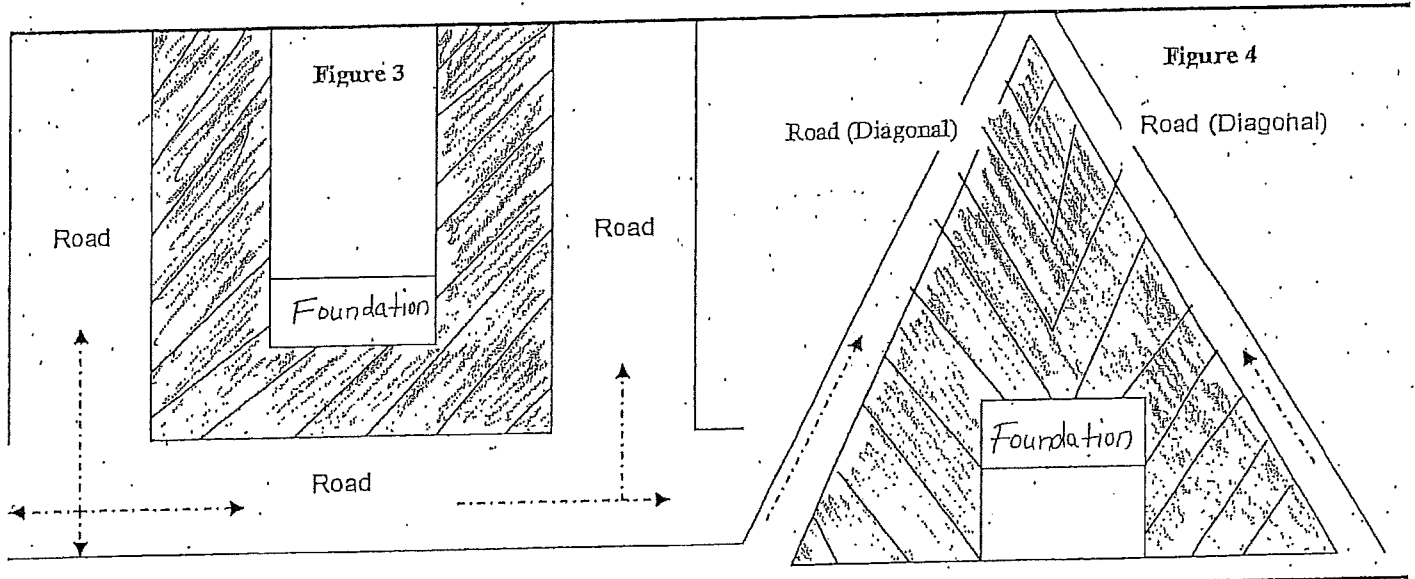 Figure 3
Figure 4
Road (Diagonal)
Road (Diagohal)
Road
Road
Foundation
Foundation
Road